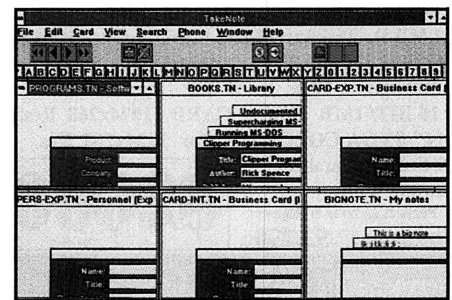 TakeNote
File Edit Card View Search Phone Window Help
A B C D E F G H I J K L M N O P Q R S T U V W X Y Z 0 1 2 3 4 5 6 7 8 9
PROGRAMS.TN - Softw
BOOKS.TN - Library
CARD-EXP.TN - Business Card (
Undocumented
Supercharging MS-
Running MS-DOS
Clipper Programming
Product:
Company:
Title: Clipper Program
Author: Rick Spence
Name:
Title:
PERS-EXP.TN - Personnel (Exp
CARD-INT.TN - Business Card (I
BIGNOTE.TN - My notes
This is a big note
Name:
Title:
Name:
Title: